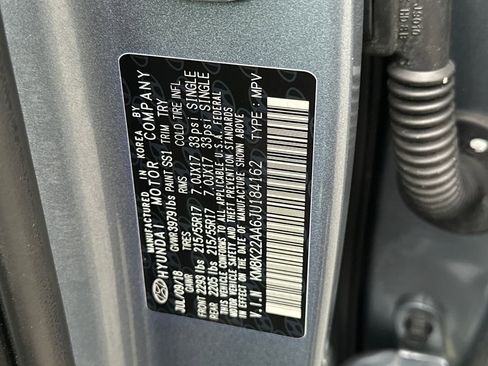 MANUFACTURED IN KOREA BY
HYUNDAI MOTOR COMPANY
JUL/09/18 GVWR 3979 lbs PAINT SS1 TRIM TRY
GAWR TIRES RIMS COLD TIRE INFL.
FRONT 2293 lbs 215/55R17 7.0JX17 33psi SINGLE
REAR 2205 lbs 215/55R17 7.0JX17 33psi SINGLE
THIS VEHICLE CONFORMS TO ALL APPLICABLE U.S.A. FEDERAL
MOTOR VEHICLE SAFETY, BUMPER, AND THEFT PREVENTION STANDARDS
IN EFFECT ON THE DATE OF MANUFACTURE SHOWN ABOVE.
V.I.N : KM8K22AA6JU184162 TYPE : MPV